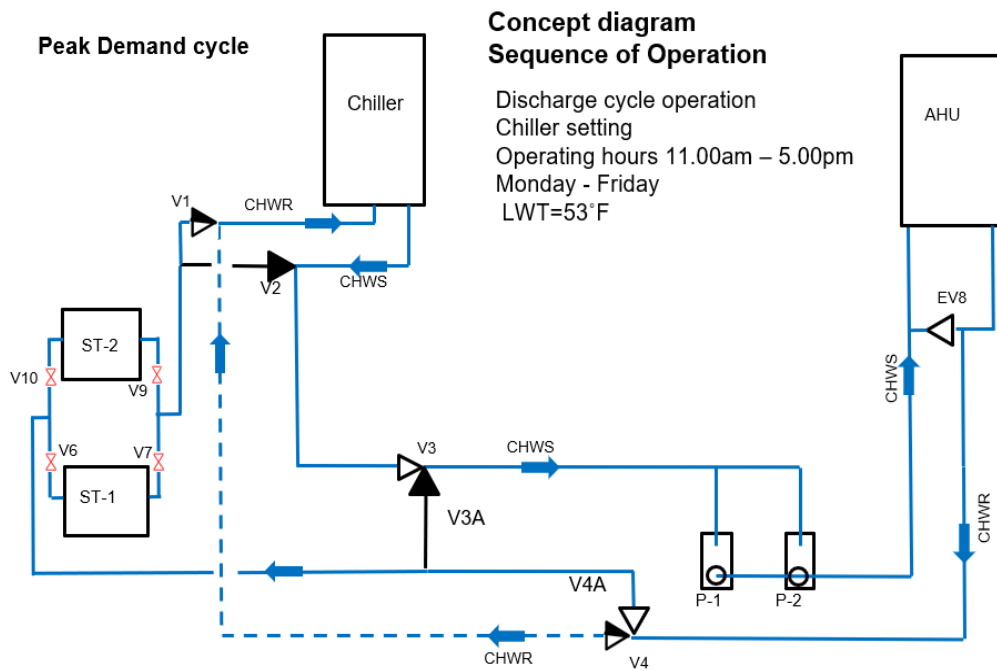 Peak Demand cycle
Concept diagram
Sequence of Operation
Discharge cycle operation
Chiller setting
Operating hours 11.00am – 5.00pm
Monday - Friday
LWT=53˚F
Chiller
AHU
V1
CHWR
V2
CHWS
EV8
ST-2
V10
V9
CHWS
V6
V7
V3
CHWS
ST-1
V3A
CHWR
V4A
P-1
P-2
CHWR
V4